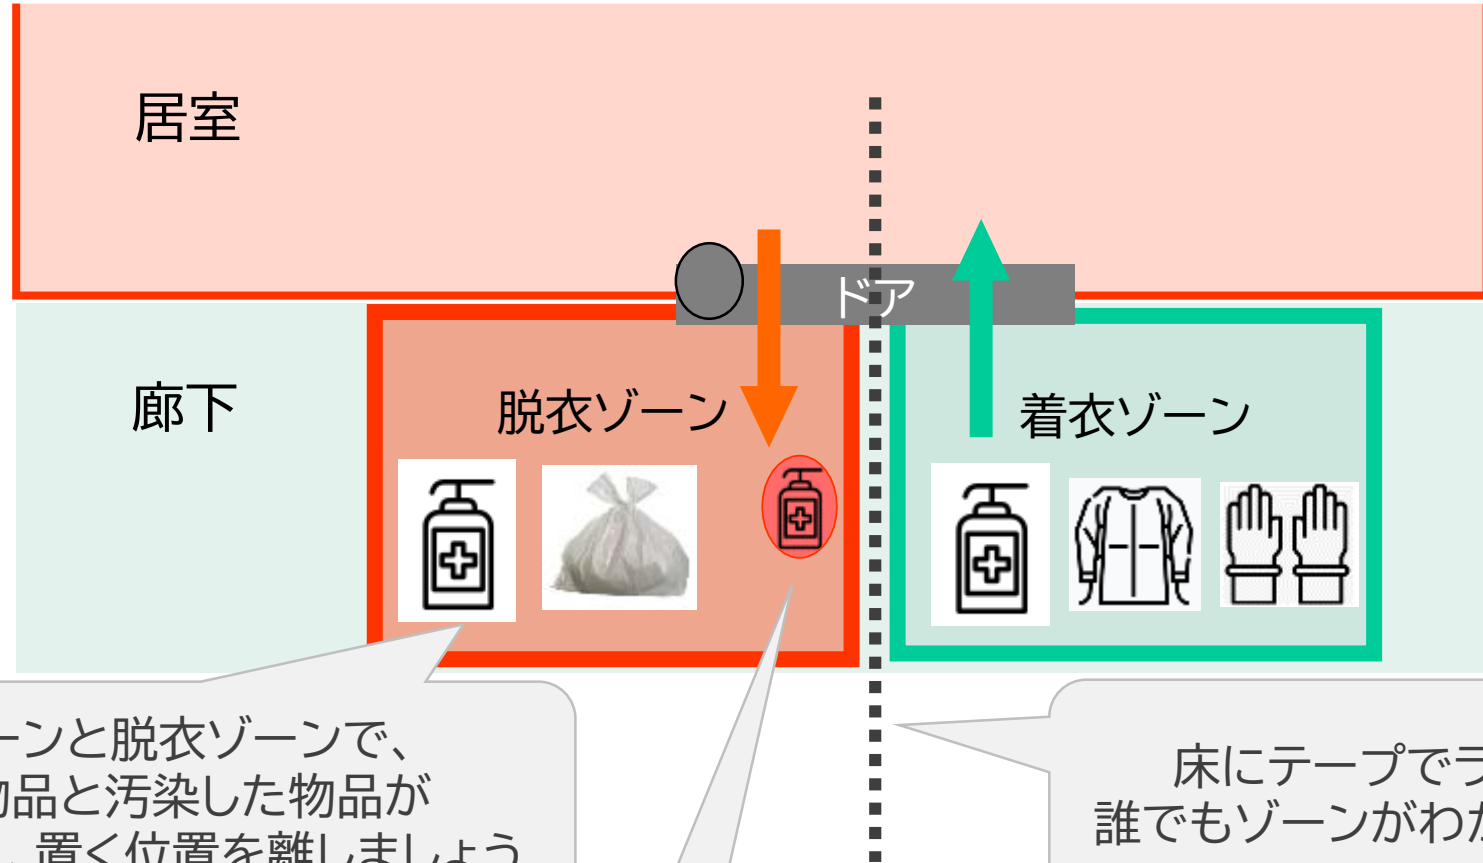 居室
ドア
廊下
脱衣ゾーン
着衣ゾーン
ーンと脱衣ゾーンで、
品と汚染した物品が
置く位置を離しましょう
床にテープでラ
誰でもゾーンがわか